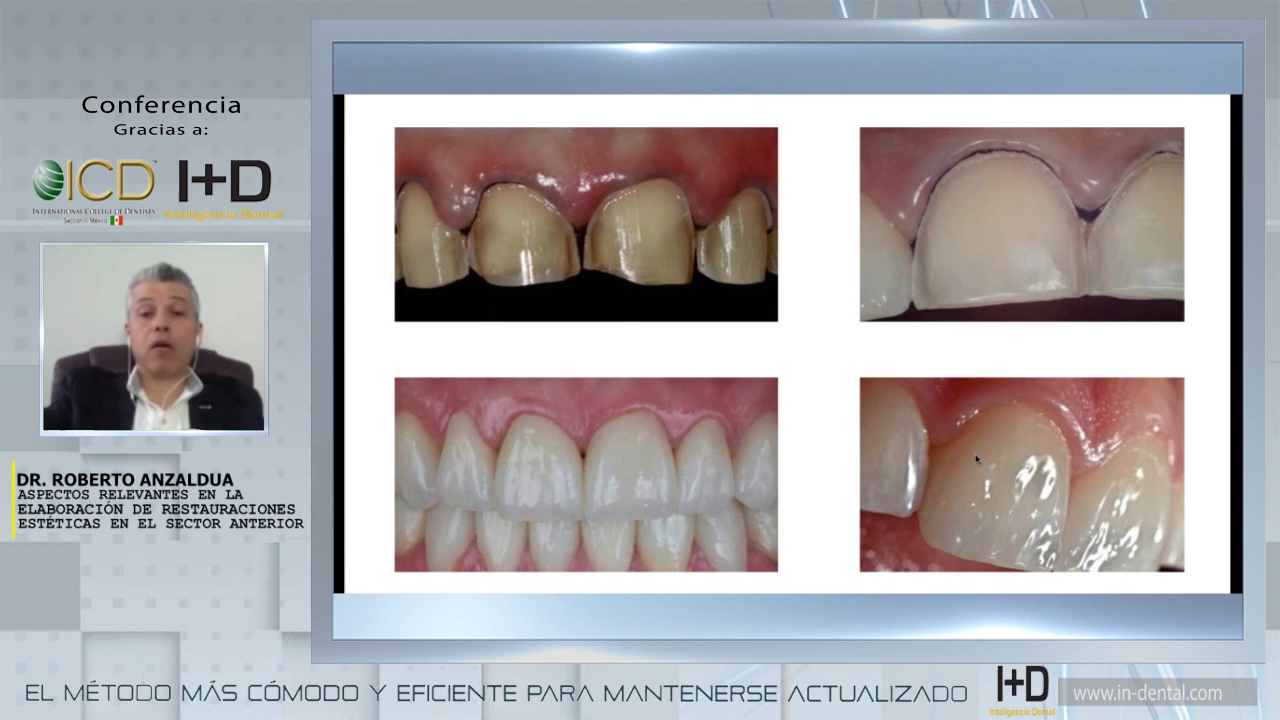 Conferencia
Gracias a:
ICD
INTERNATIONAL COLLEGE OF DENTISTS
Sección México
I+D
Inteligencia Dental
DR. ROBERTO ANZALDUA
ASPECTOS RELEVANTES EN LA
ELABORACIÓN DE RESTAURACIONES
ESTÉTICAS EN EL SECTOR ANTERIOR
EL MÉTODO MÁS CÓMODO Y EFICIENTE PARA MANTENERSE ACTUALIZADO
I+D
Inteligencia Dental
www.in-dental.com